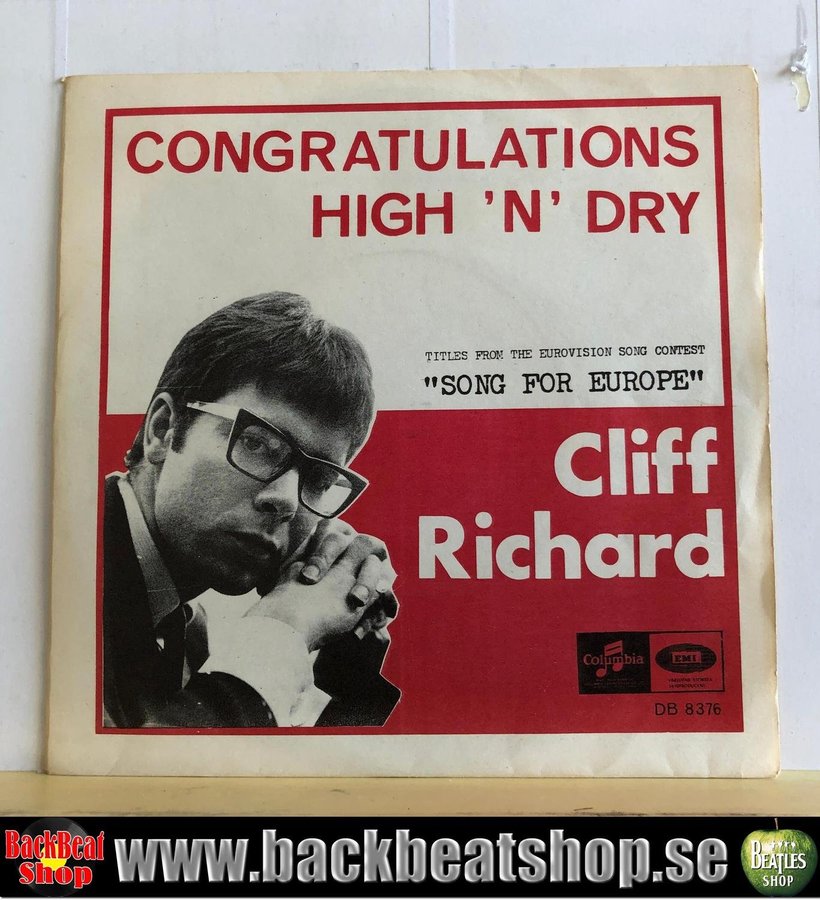 CONGRATULATIONS
HIGH 'N' DRY
TITLES FROM THE EUROVISION SONG CONTEST
"SONG FOR EUROPE"
Cliff
Richard
Columbia
EMI
DB 8376
BackBeat
Shop
www.backbeatshop.se
BEATLES
SHOP